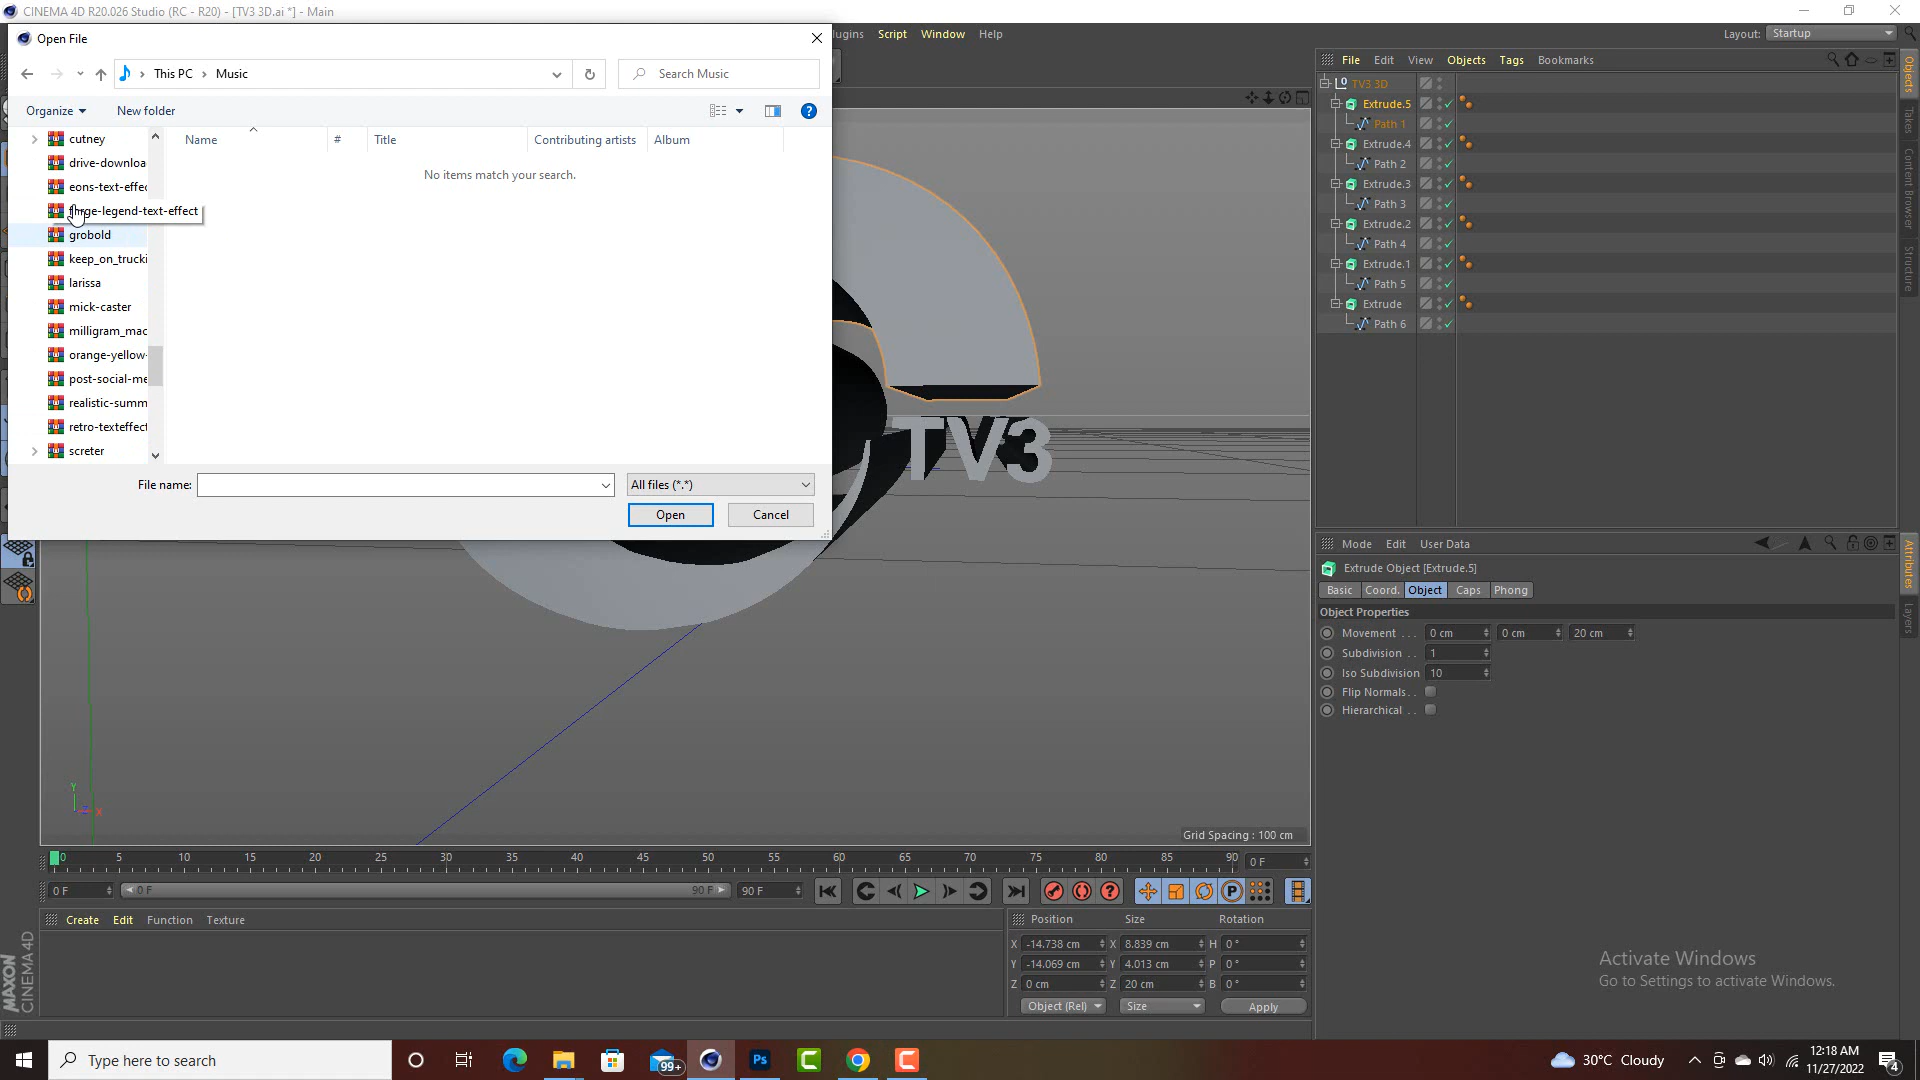 CINEMA 4D R20.026 Studio (RC - R20) - [TV3 3D.ai *] - Main
Open File
lugins Script Window Help
Layout: Startup
This PC Music
Search Music
File Edit View Objects Tags Bookmarks
Organize New folder
TV3 3D
Extrude.5
Path 1
Extrude.4
Path 2
Extrude.3
Path 3
Extrude.2
Path 4
Extrude.1
Path 5
Extrude
Path 6
Name # Title Contributing artists Album
No items match your search.
cutney
drive-downloa
eons-text-effec
rge-legend-text-effect
grobold
keep_on_trucki
larissa
mick-caster
milligram_mac
orange-yellow-
post-social-me
realistic-summ
retro-texteffect
screter
File name: All files (*.*)
Open Cancel
TV3
Objects
Takes
Content Browser
Structure
Mode Edit User Data
Extrude Object [Extrude.5]
Basic Coord. Object Caps Phong
Object Properties
Movement . . . 0 cm 0 cm 20 cm
Subdivision . . 1
Iso Subdivision 10
Flip Normals. .
Hierarchical . .
Attributes
Layers
Y
Z X
Grid Spacing : 100 cm
0 5 10 15 20 25 30 35 40 45 50 55 60 65 70 75 80 85 90 0 F
0 F 0 F 90 F 90 F
P
Create Edit Function Texture
Position Size Rotation
X -14.738 cm X 8.839 cm H 0 °
Y -14.069 cm Y 4.013 cm P 0 °
Z 0 cm Z 20 cm B 0 °
Object (Rel) Size Apply
MAXON
CINEMA 4D
Activate Windows
Go to Settings to activate Windows.
Type here to search
99+
Ps
30°C Cloudy
12:18 AM
11/27/2022
4